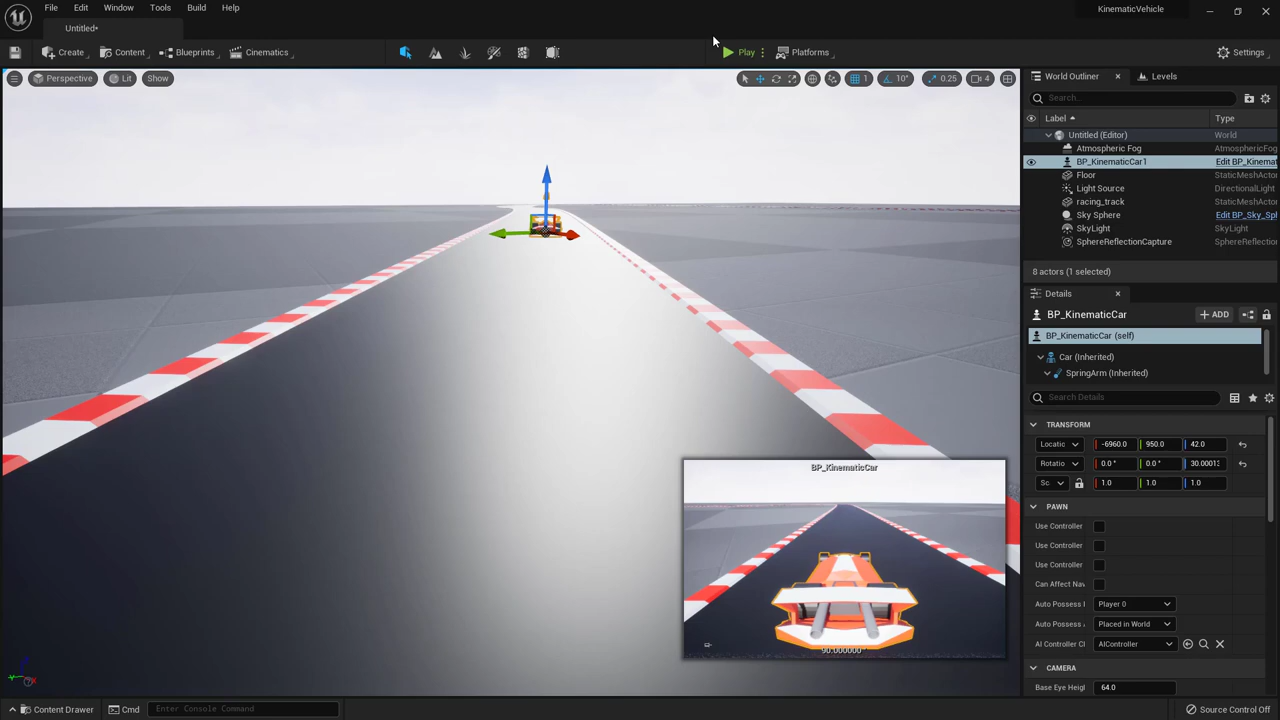 File Edit Window Tools Build Help KinematicVehicle
Untitled•
Create Content Blueprints Cinematics Play Platforms Settings
Perspective Lit Show 1 10° 0.25 4
World Outliner Levels
Search...
Label Type
Untitled (Editor) World
Atmospheric Fog AtmosphericFog
BP_KinematicCar1 Edit BP_Kinemat
Floor StaticMeshActor
Light Source DirectionalLight
racing_track StaticMeshActor
Sky Sphere Edit BP_Sky_Sp
SkyLight SkyLight
SphereReflectionCapture SphereReflection
8 actors (1 selected)
Details
BP_KinematicCar ADD
BP_KinematicCar (self)
Car (Inherited)
SpringArm (Inherited)
Search Details
TRANSFORM
Locatic -6960.0 950.0 42.0
Rotatio 0.0 ° 0.0 ° 30.00013
Sc 1.0 1.0 1.0
PAWN
Use Controller
Use Controller
Use Controller
Can Affect Nav
Auto Possess Player 0
Auto Possess Placed in World
AI Controller Cl AIController
CAMERA
Base Eye Heigl 64.0
BP_KinematicCar
90.000000°
Content Drawer Cmd Enter Console Command Source Control Off